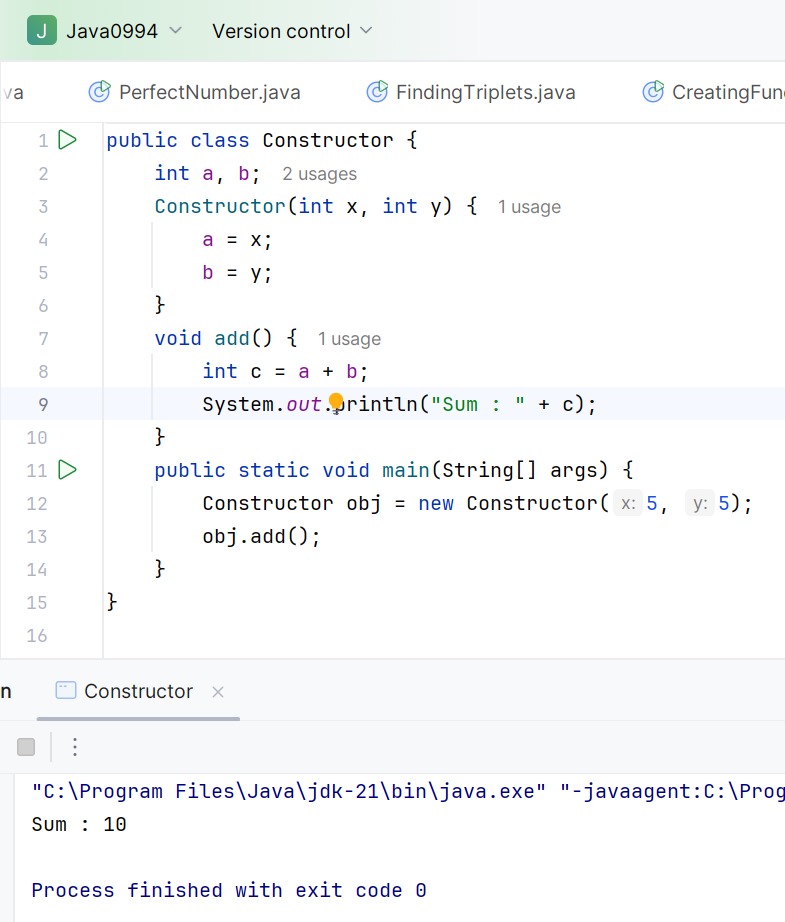 J Java0994 Version control
va PerfectNumber.java FindingTriplets.java CreatingFun
1 public class Constructor {
2 int a, b; 2 usages
3 Constructor(int x, int y) { 1 usage
4 a = x;
5 b = y;
6 }
7 void add() { 1 usage
8 int c = a + b;
9 System.out.println("Sum : " + c);
10 }
11 public static void main(String[] args) {
12 Constructor obj = new Constructor( x: 5, y: 5);
13 obj.add();
14 }
15 }
16
n Constructor
"C:\Program Files\Java\jdk-21\bin\java.exe" "-javaagent:C:\Prog
Sum : 10
Process finished with exit code 0